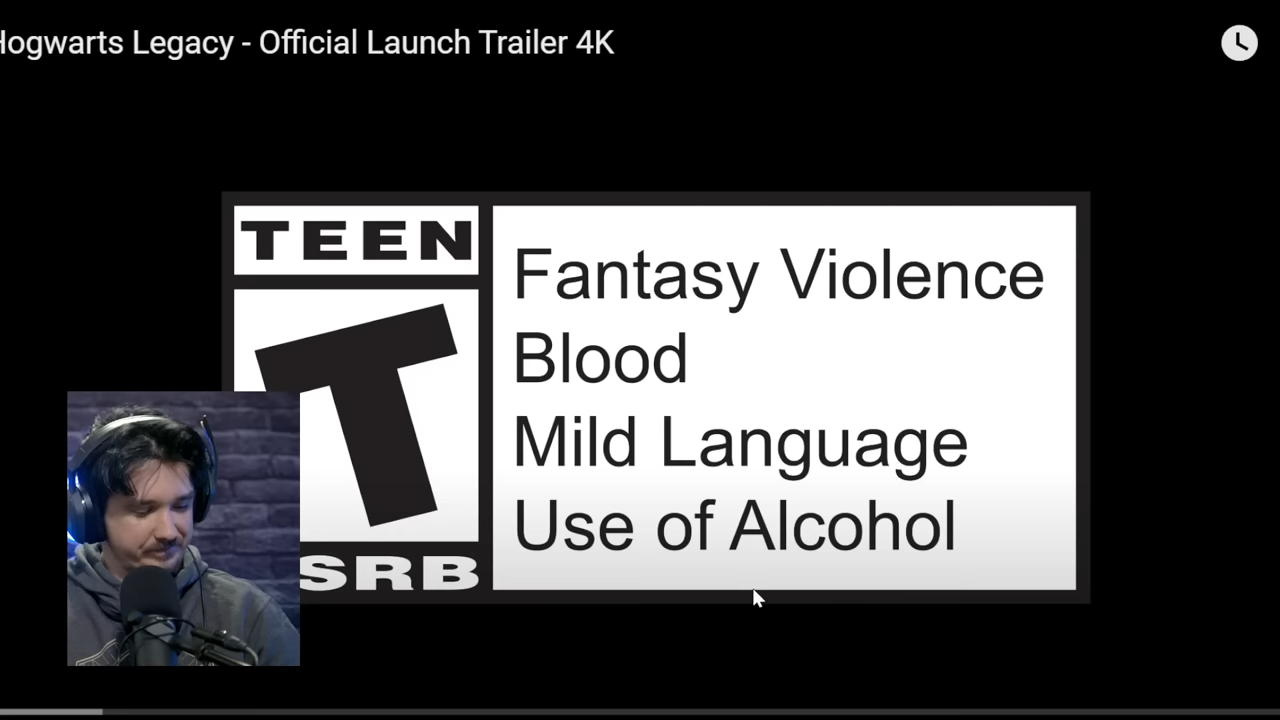 Hogwarts Legacy - Official Launch Trailer 4K
TEEN
T
SRB
Fantasy Violence
Blood
Mild Language
Use of Alcohol